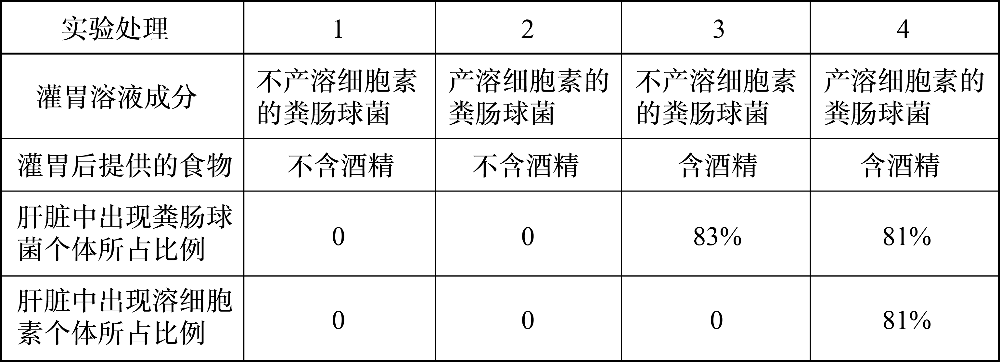 实验处理 1 2 3 4
灌胃溶液成分 不产溶细胞素的粪肠球菌 产溶细胞素的粪肠球菌 不产溶细胞素的粪肠球菌 产溶细胞素的粪肠球菌
灌胃后提供的食物 不含酒精 不含酒精 含酒精 含酒精
肝脏中出现粪肠球菌个体所占比例 0 0 83% 81%
肝脏中出现溶细胞素个体所占比例 0 0 0 81%